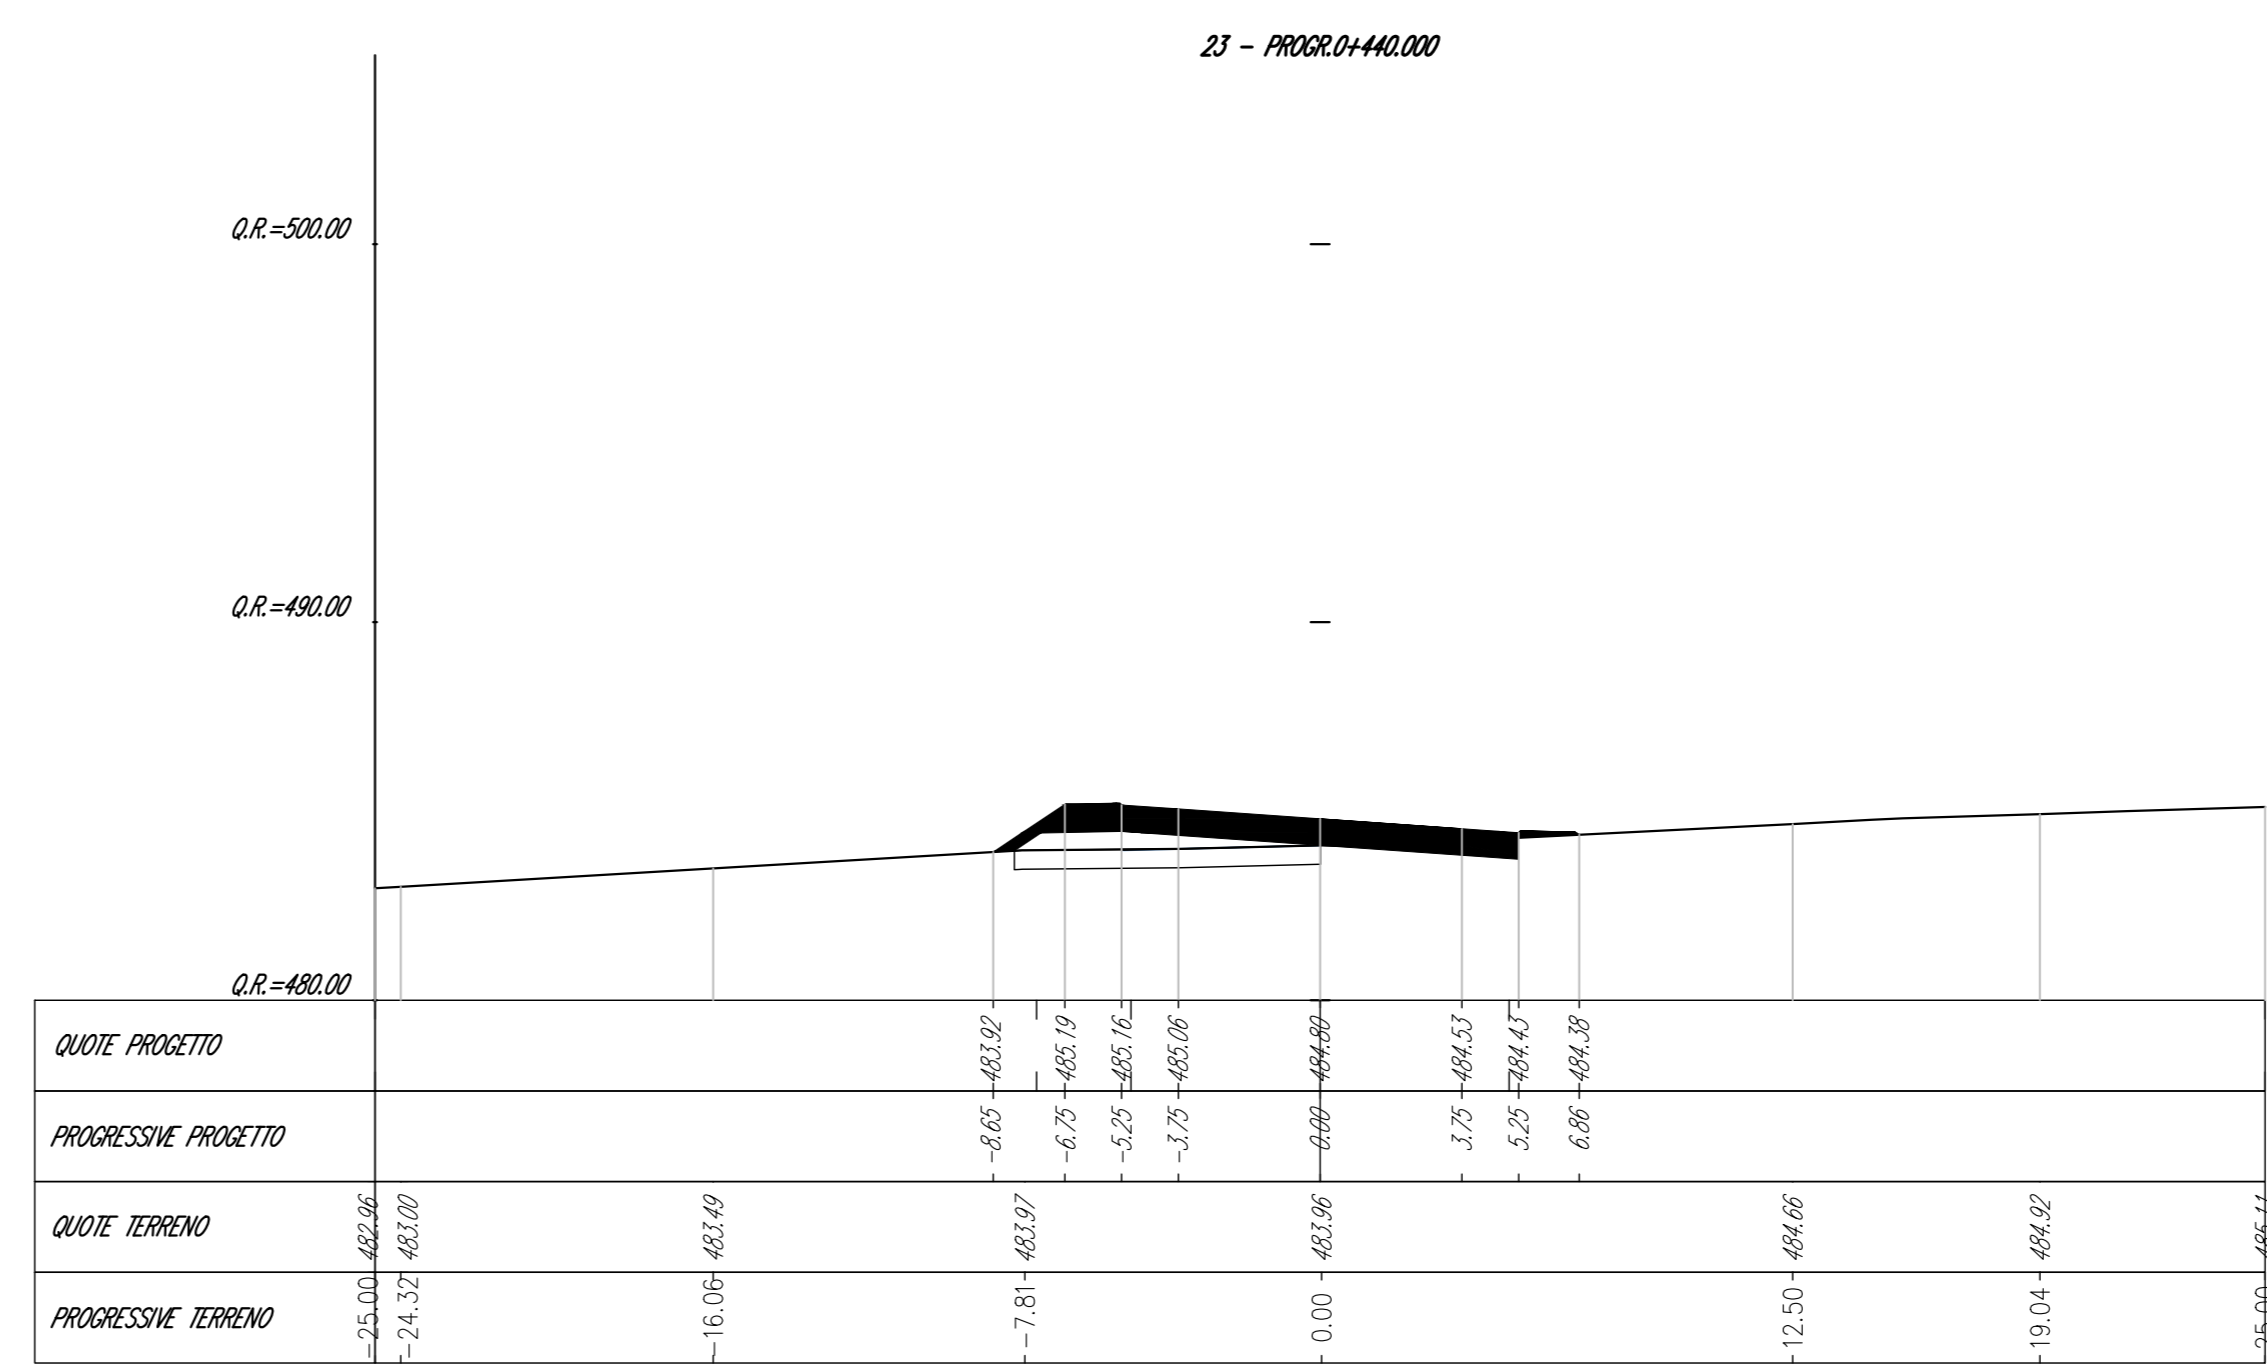 23 - PROGR.0+440.000
Q.R.=500.00
Q.R.=490.00
Q.R.=480.00
QUOTE PROGETTO
483.92 485.19 485.16 485.06 484.80 484.53 484.43 484.38
PROGRESSIVE PROGETTO
-8.65 -6.75 -5.25 -3.75 0.00 3.75 5.25 6.86
QUOTE TERRENO
482.96 483.00 483.49 483.97 483.96 484.66 484.92 485.11
PROGRESSIVE TERRENO
-25.00 -24.32 -16.06 -7.81 0.00 12.50 19.04 25.00